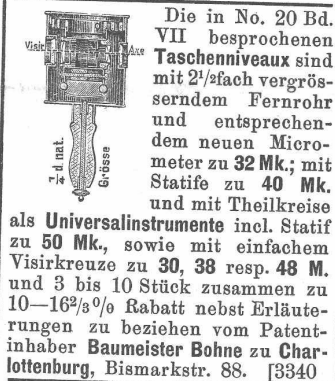 Visir
Axe
¼ d. nat.
Grösse
Die in No. 20 Bd.
VII besprochenen
Taschenniveaux sind
mit 2¹/₂fach vergrös-
serndem Fernrohr
und entsprechen-
dem neuen Micro-
meter zu 32 Mk.; mit
Statife zu 40 Mk.
und mit Theilkreise
als Universalinstrumente incl. Statif
zu 50 Mk., sowie mit einfachem
Visirkreuze zu 30, 38 resp. 48 M.
und 3 bis 10 Stück zusammen zu
10—16²/₃⁰/₀ Rabatt nebst Erläute-
rungen zu beziehen vom Patent-
inhaber Baumeister Bohne zu Char-
lottenburg, Bismarkstr. 88. [3340